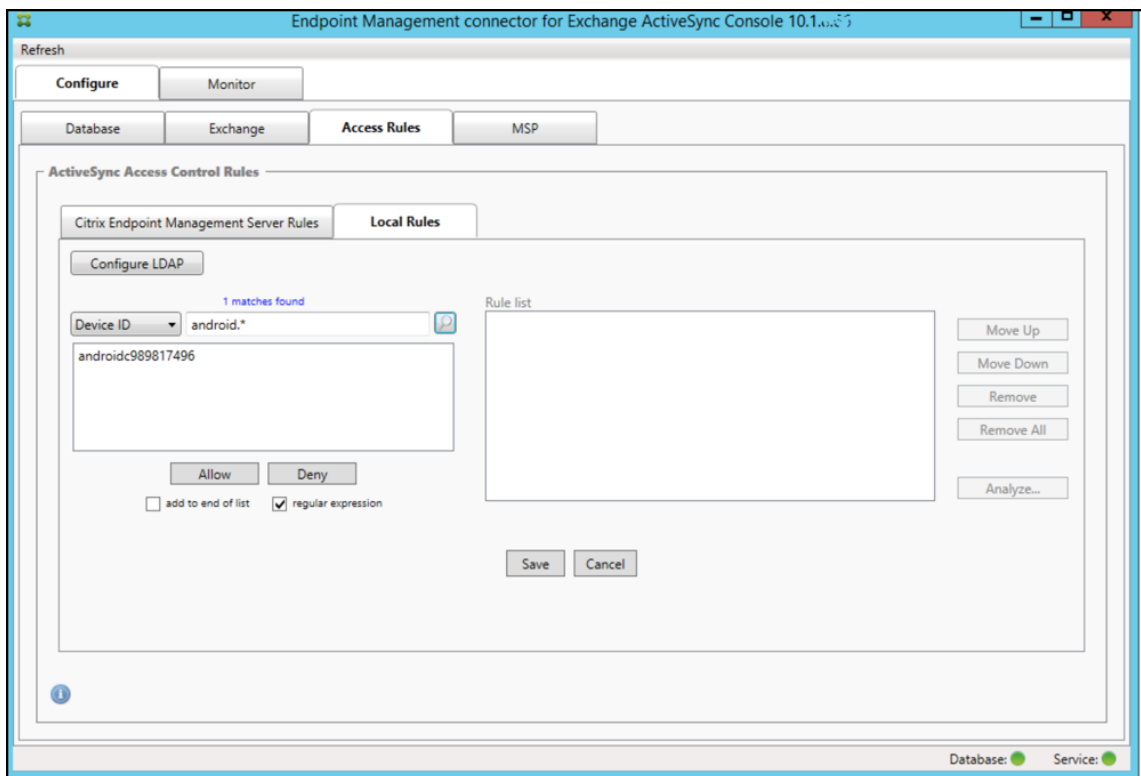 Endpoint Management connector for Exchange ActiveSync Console 10.1
Refresh
Configure Monitor
Database Exchange Access Rules MSP
ActiveSync Access Control Rules
Citrix Endpoint Management Server Rules Local Rules
Configure LDAP
1 matches found Rule list
Device ID android.* Move Up
androidc989817496 Move Down
Remove
Remove All
Allow Deny Analyze...
add to end of list regular expression
Save Cancel
Database: Service: